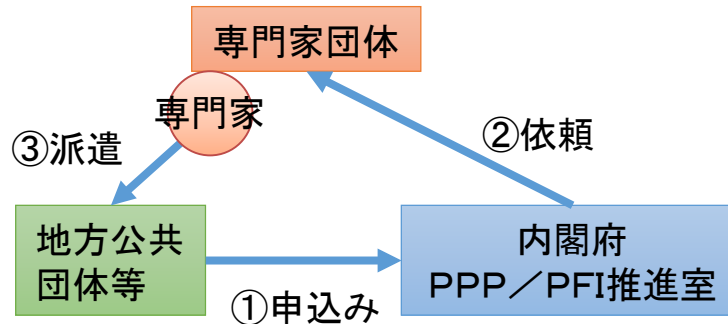 専門家団体
専門家
③派遣
②依頼
地方公共
団体等
内閣府
PPP／PFI推進室
①申込み